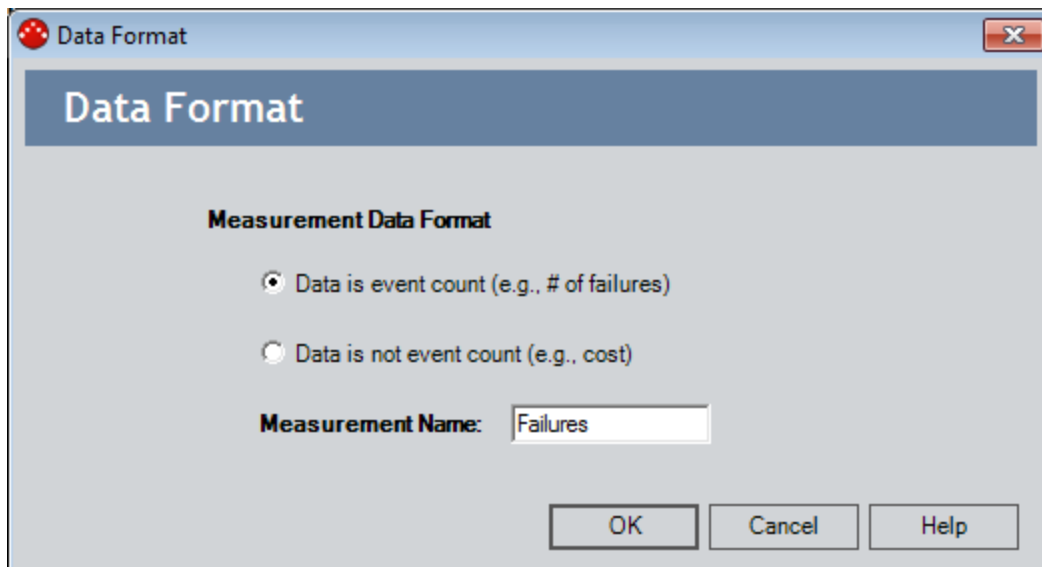 Data Format
Data Format
Measurement Data Format
Data is event count (e.g., # of failures)
Data is not event count (e.g., cost)
Measurement Name: Failures
OK Cancel Help